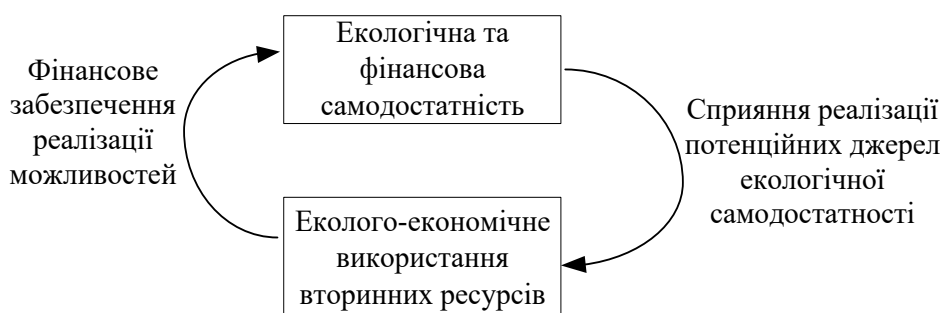 Екологічна та
фінансова
самодостатність
Фінансове
забезпечення
реалізації
можливостей
Сприяння реалізації
потенційних джерел
екологічної
самодостатності
Еколого-економічне
використання
вторинних ресурсів